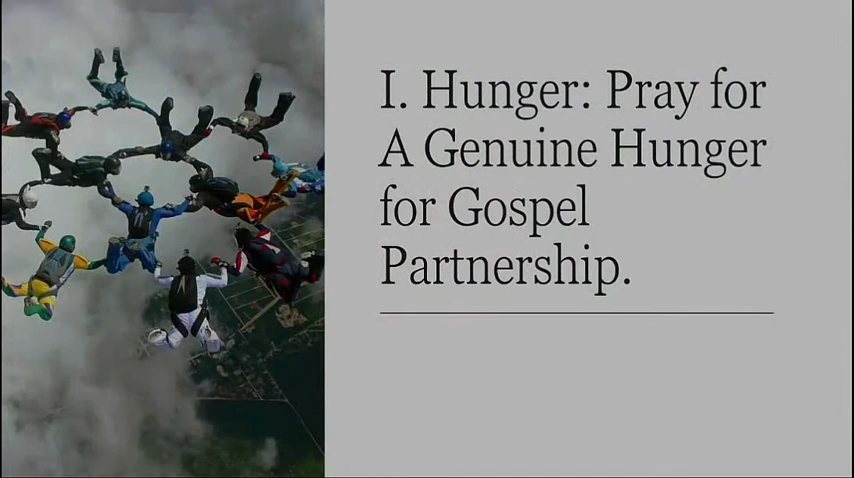 I. Hunger: Pray for
A Genuine Hunger
for Gospel
Partnership.